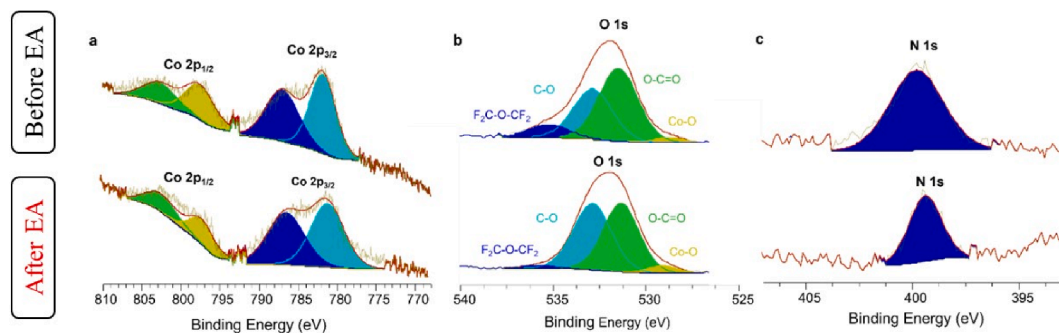 Before EA
a
Co 2p1/2
Co 2p3/2
b
O 1s
O-C=O
C-O
F2C-O-CF2
Co-O
c
N 1s
After EA
Co 2p1/2
Co 2p3/2
O 1s
C-O
O-C=O
F2C-O-CF2
Co-O
N 1s
810 805 800 795 790 785 780 775 770
Binding Energy (eV)
540 535 530 525
Binding Energy (eV)
405 400 395
Binding Energy (eV)